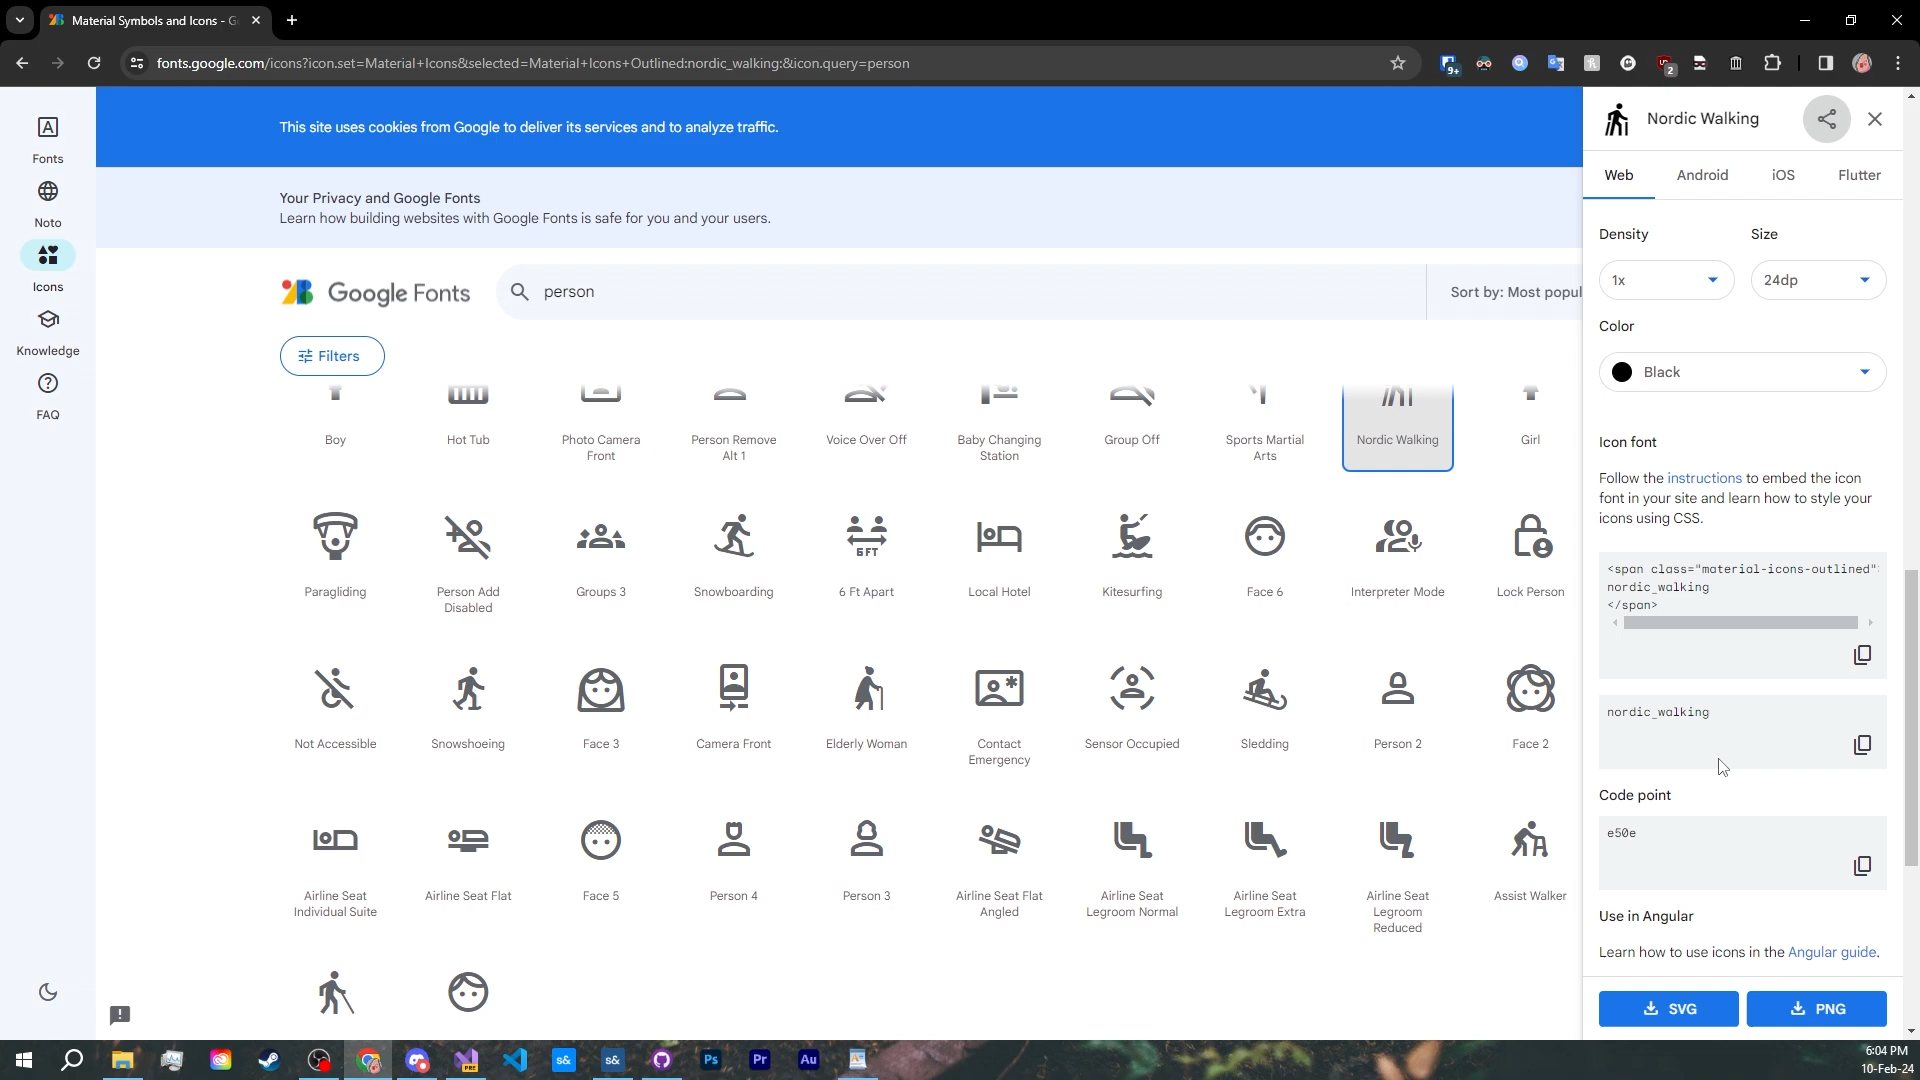 Material Symbols and Icons - G
fonts.google.com/icons?icon.set=Material+Icons&selected=Material+Icons+Outlined:nordic_walking:&icon.query=person
9+
2
Fonts
Noto
Icons
Knowledge
FAQ
This site uses cookies from Google to deliver its services and to analyze traffic.
Your Privacy and Google Fonts
Learn how building websites with Google Fonts is safe for you and your users.
Google Fonts
person
Sort by: Most popul
Filters
Boy
Hot Tub
Photo Camera
Front
Person Remove
Alt 1
Voice Over Off
Baby Changing
Station
Group Off
Sports Martial
Arts
Nordic Walking
Girl
6FT
Paragliding
Person Add
Disabled
Groups 3
Snowboarding
6 Ft Apart
Local Hotel
Kitesurfing
Face 6
Interpreter Mode
Lock Person
Not Accessible
Snowshoeing
Face 3
Camera Front
Elderly Woman
Contact
Emergency
Sensor Occupied
Sledding
Person 2
Face 2
Airline Seat
Individual Suite
Airline Seat Flat
Face 5
Person 4
Person 3
Airline Seat Flat
Angled
Airline Seat
Legroom Normal
Airline Seat
Legroom Extra
Airline Seat
Legroom
Reduced
Assist Walker
Nordic Walking
Web
Android
iOS
Flutter
Density
Size
1x
24dp
Color
Black
Icon font
Follow the instructions to embed the icon
font in your site and learn how to style your
icons using CSS.
<span class="material-icons-outlined"
nordic_walking
</span>
nordic_walking
Code point
e50e
Use in Angular
Learn how to use icons in the Angular guide.
SVG
PNG
PRE
s&
s&
Ps
Pr
Au
6:04 PM
10-Feb-24